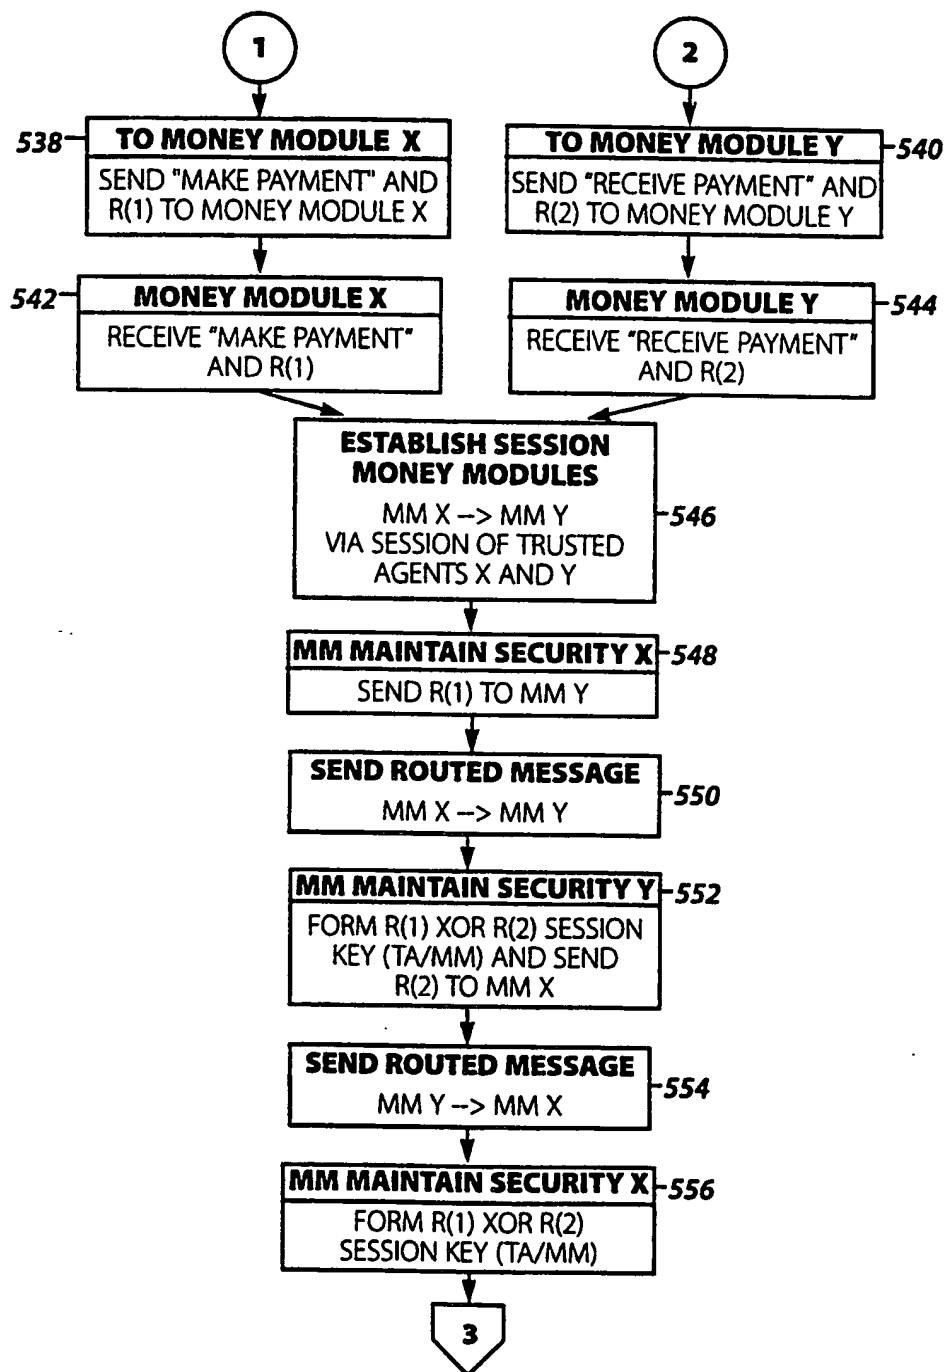 1
2
538
TO MONEY MODULE X
SEND "MAKE PAYMENT" AND
R(1) TO MONEY MODULE X
TO MONEY MODULE Y
540
SEND "RECEIVE PAYMENT" AND
R(2) TO MONEY MODULE Y
542
MONEY MODULE X
RECEIVE "MAKE PAYMENT"
AND R(1)
MONEY MODULE Y
544
RECEIVE "RECEIVE PAYMENT"
AND R(2)
ESTABLISH SESSION
MONEY MODULES
MM X --> MM Y
546
VIA SESSION OF TRUSTED
AGENTS X AND Y
MM MAINTAIN SECURITY X
548
SEND R(1) TO MM Y
SEND ROUTED MESSAGE
550
MM X --> MM Y
MM MAINTAIN SECURITY Y
552
FORM R(1) XOR R(2) SESSION
KEY (TA/MM) AND SEND
R(2) TO MM X
SEND ROUTED MESSAGE
554
MM Y --> MM X
MM MAINTAIN SECURITY X
556
FORM R(1) XOR R(2)
SESSION KEY (TA/MM)
3